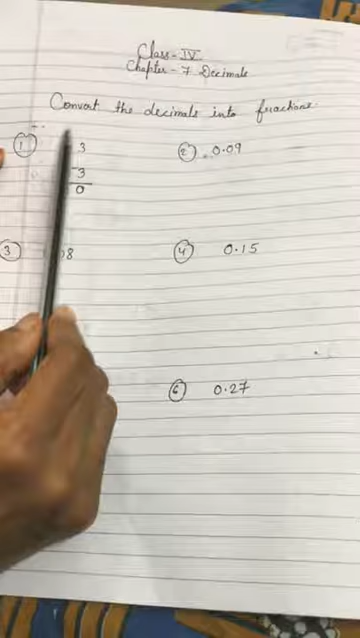 Class - IV
Chapter - 7 Decimals
Convert the decimals into fractions.
① 3
② 0.09
3
0
③ 08
④ 0.15
⑥ 0.27